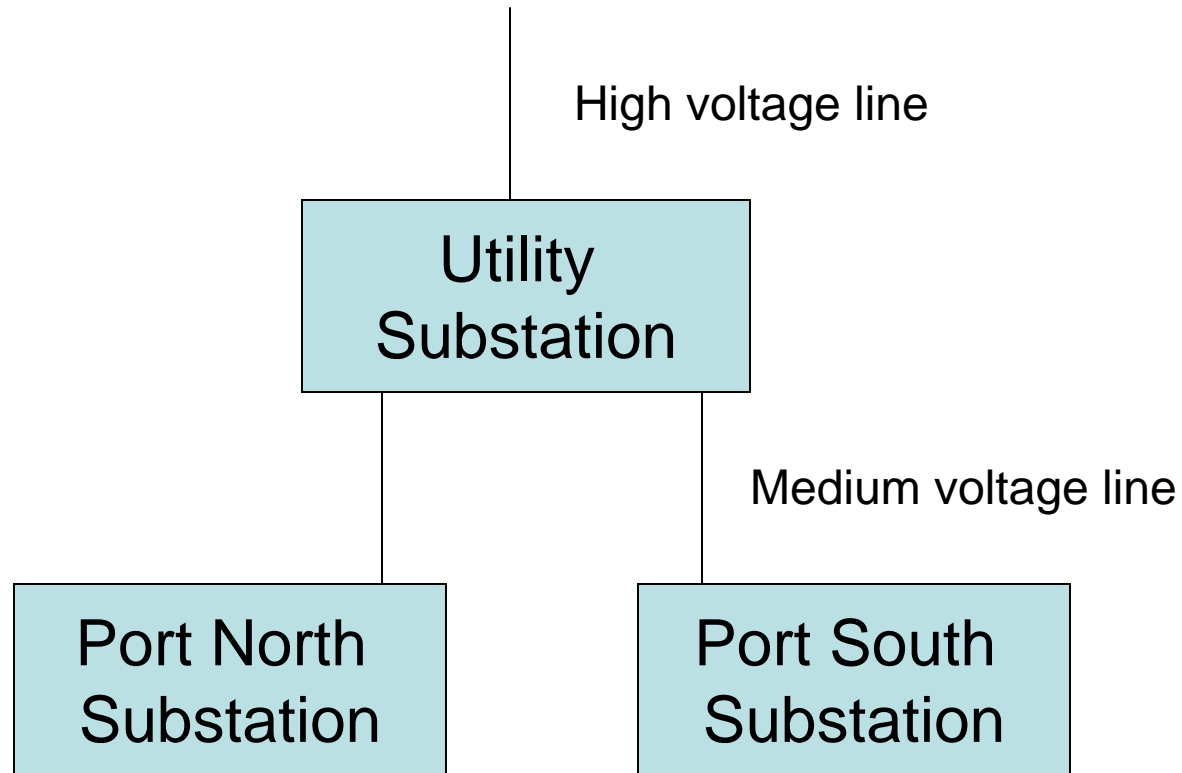 High voltage line
Utility
Substation
Medium voltage line
Port North
Substation
Port South
Substation